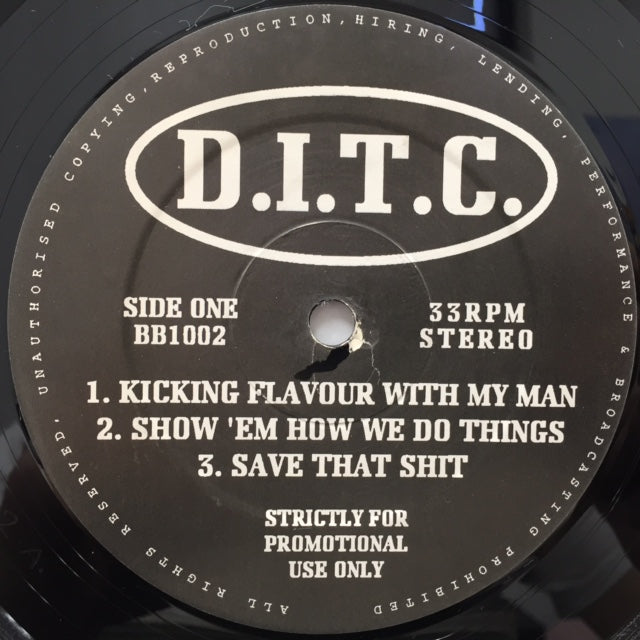 UNAUTHORISED COPYING, REPRODUCTION, HIRING, LENDING, PERFORMANCE & BROADCASTING PROHIBITED
D.I.T.C.
SIDE ONE
BB1002
33RPM
STEREO
1. KICKING FLAVOUR WITH MY MAN
2. SHOW 'EM HOW WE DO THINGS
3. SAVE THAT SHIT
STRICTLY FOR
PROMOTIONAL
USE ONLY
ALL RIGHTS RESERVED,